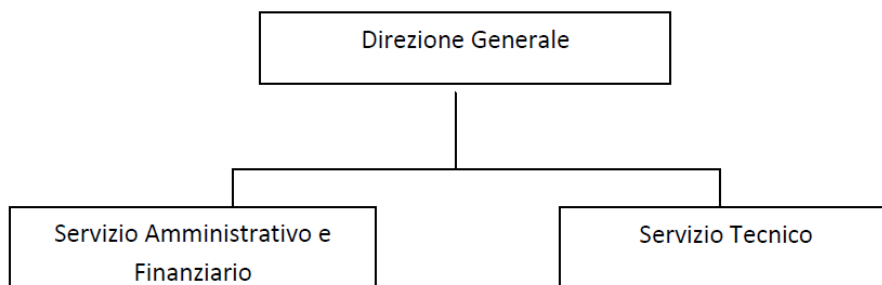 Direzione Generale
Servizio Amministrativo e
Finanziario
Servizio Tecnico